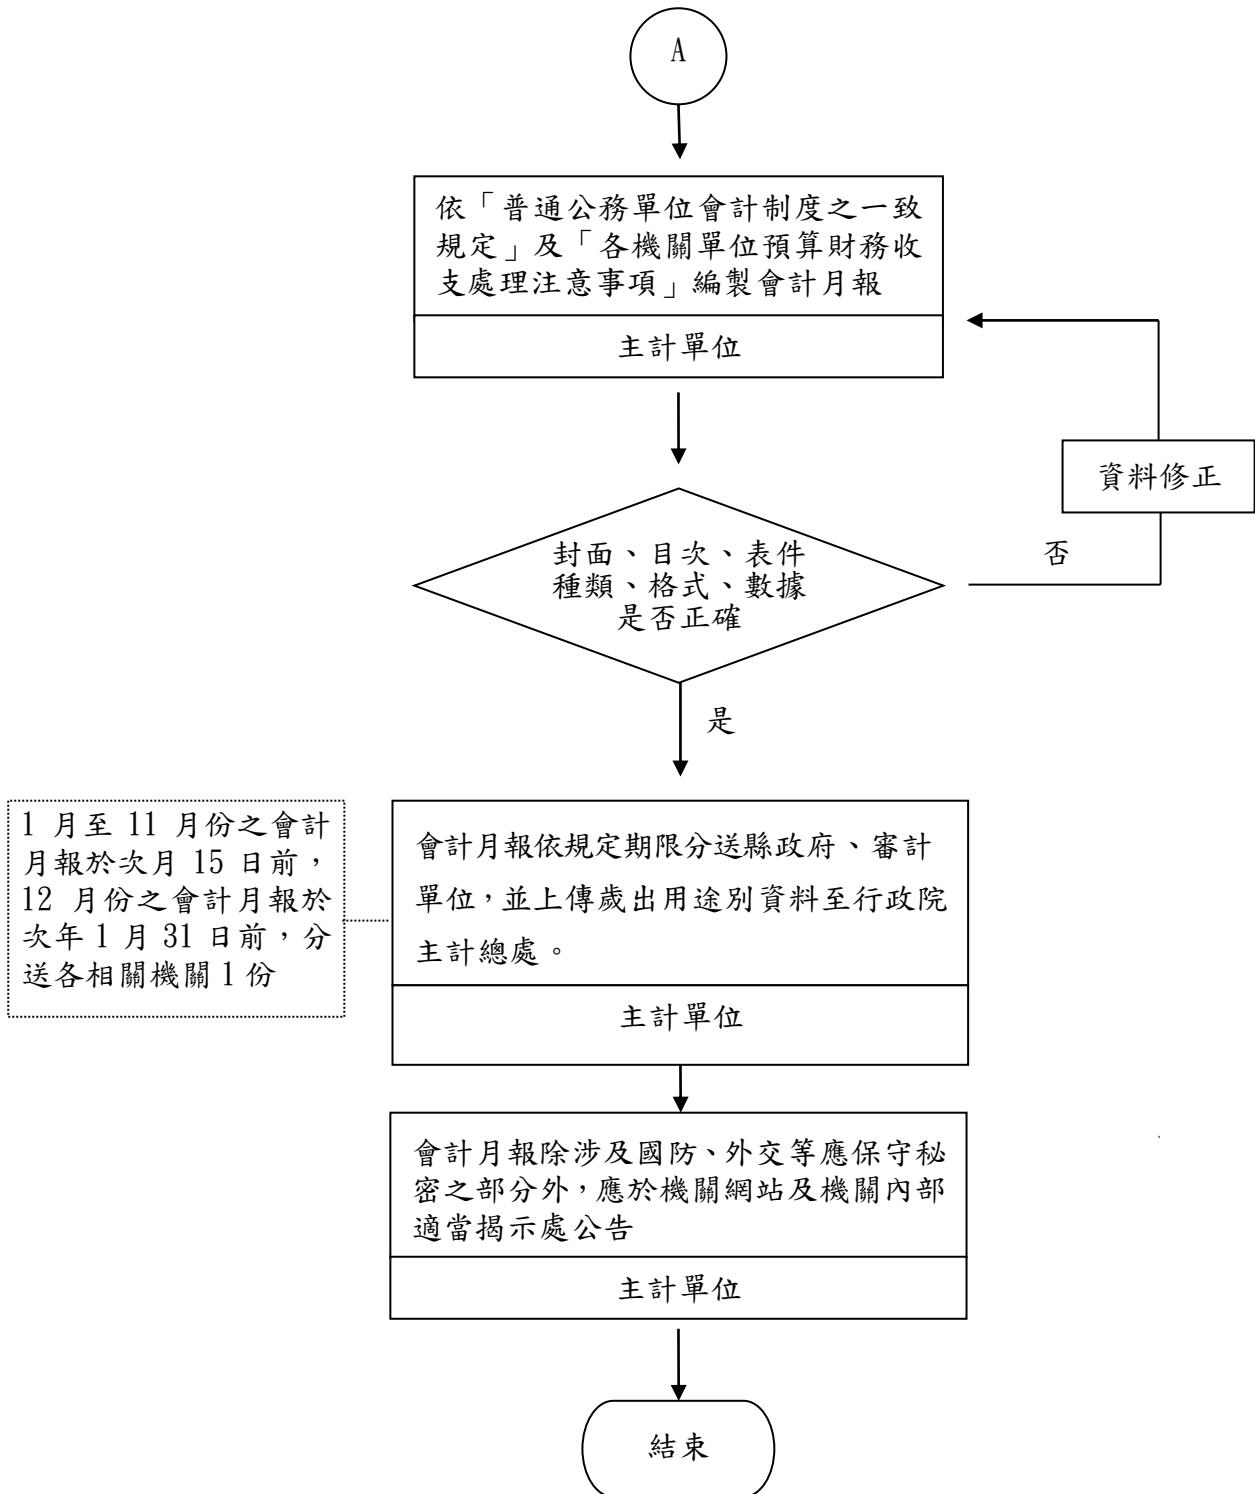 A
依「普通公務單位會計制度之一致
規定」及「各機關單位預算財務收
支處理注意事項」編製會計月報
主計單位
資料修正
封面、目次、表件
種類、格式、數據
是否正確
否
是
1 月至 11 月份之會計
月報於次月 15 日前，
12 月份之會計月報於
次年 1 月 31 日前，分
送各相關機關 1 份
會計月報依規定期限分送縣政府、審計
單位，並上傳歲出用途別資料至行政院
主計總處。
主計單位
會計月報除涉及國防、外交等應保守秘
密之部分外，應於機關網站及機關內部
適當揭示處公告
主計單位
結束